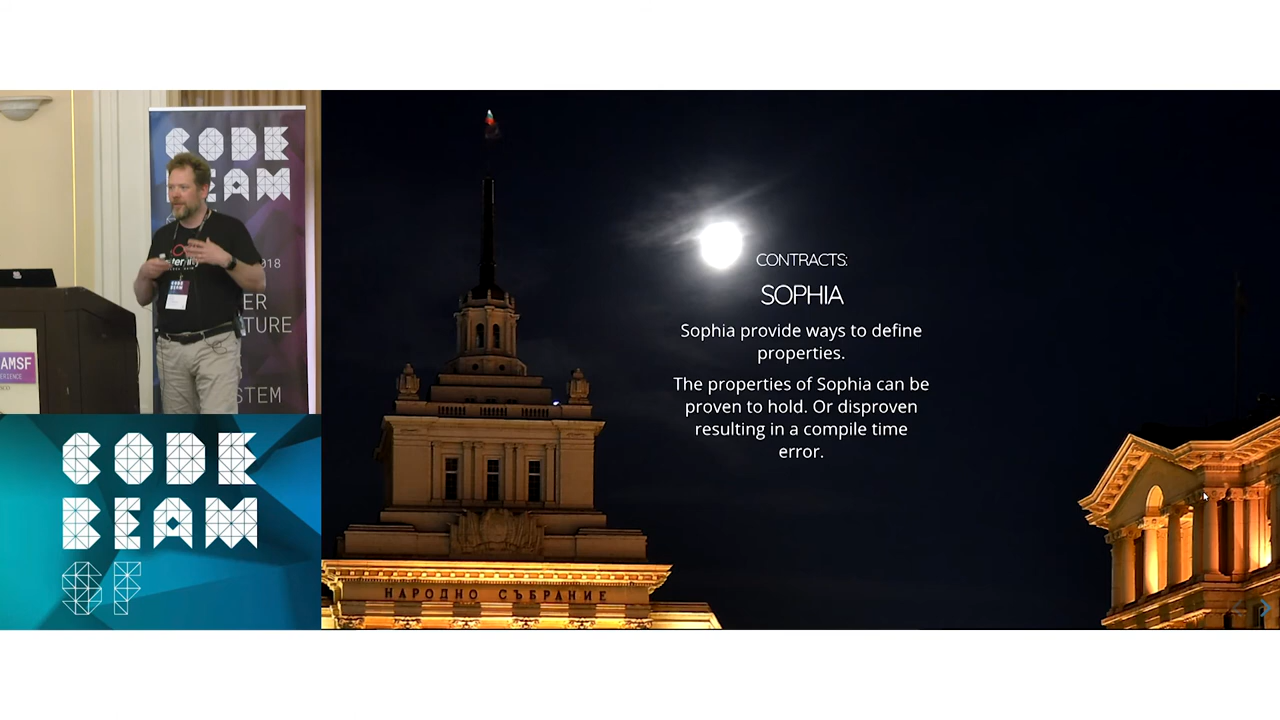 CODE
BEAM
2018
TURE
STEM
AMSF
CODE
BEAM
SF
CONTRACTS:
SOPHIA
Sophia provide ways to define
properties.
The properties of Sophia can be
proven to hold. Or disproven
resulting in a compile time
error.
НАРОДНО СЪБРАНИЕ